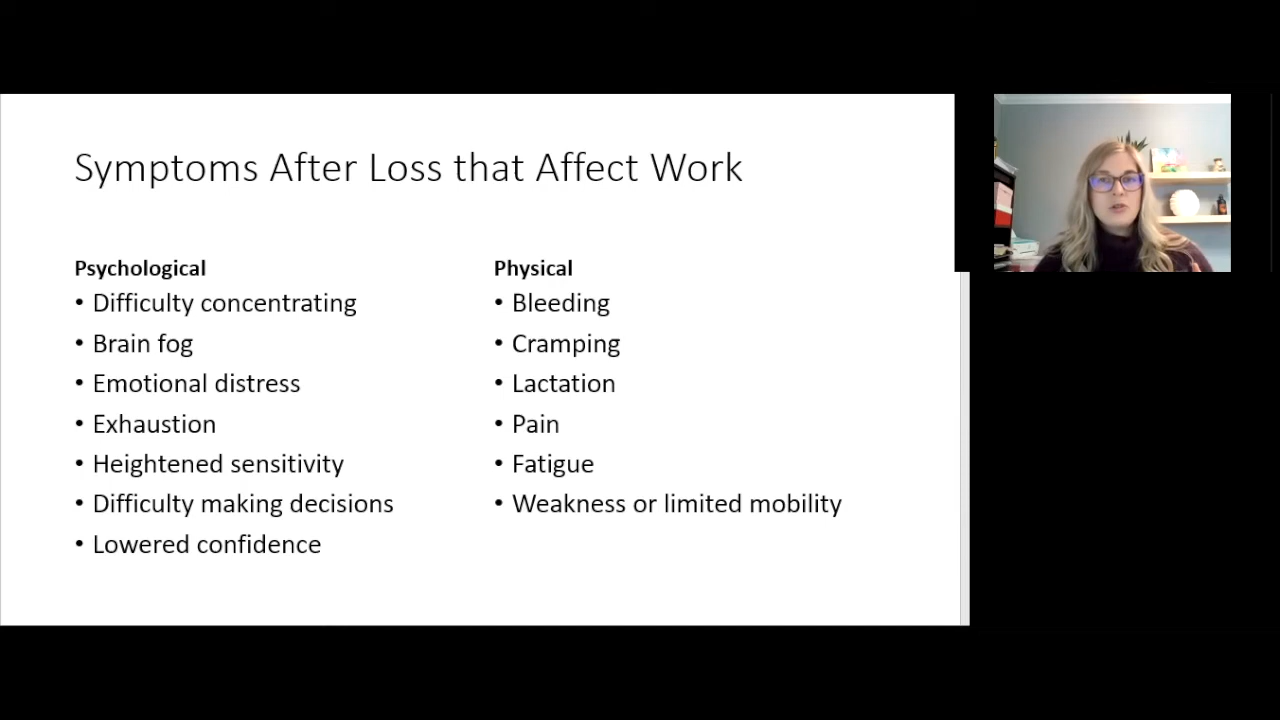 Symptoms After Loss that Affect Work
Psychological
• Difficulty concentrating
• Brain fog
• Emotional distress
• Exhaustion
• Heightened sensitivity
• Difficulty making decisions
• Lowered confidence
Physical
• Bleeding
• Cramping
• Lactation
• Pain
• Fatigue
• Weakness or limited mobility